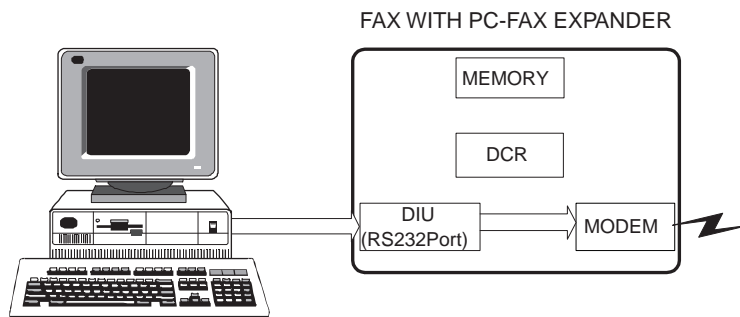 FAX WITH PC-FAX EXPANDER
MEMORY
DCR
DIU
(RS232Port)
MODEM